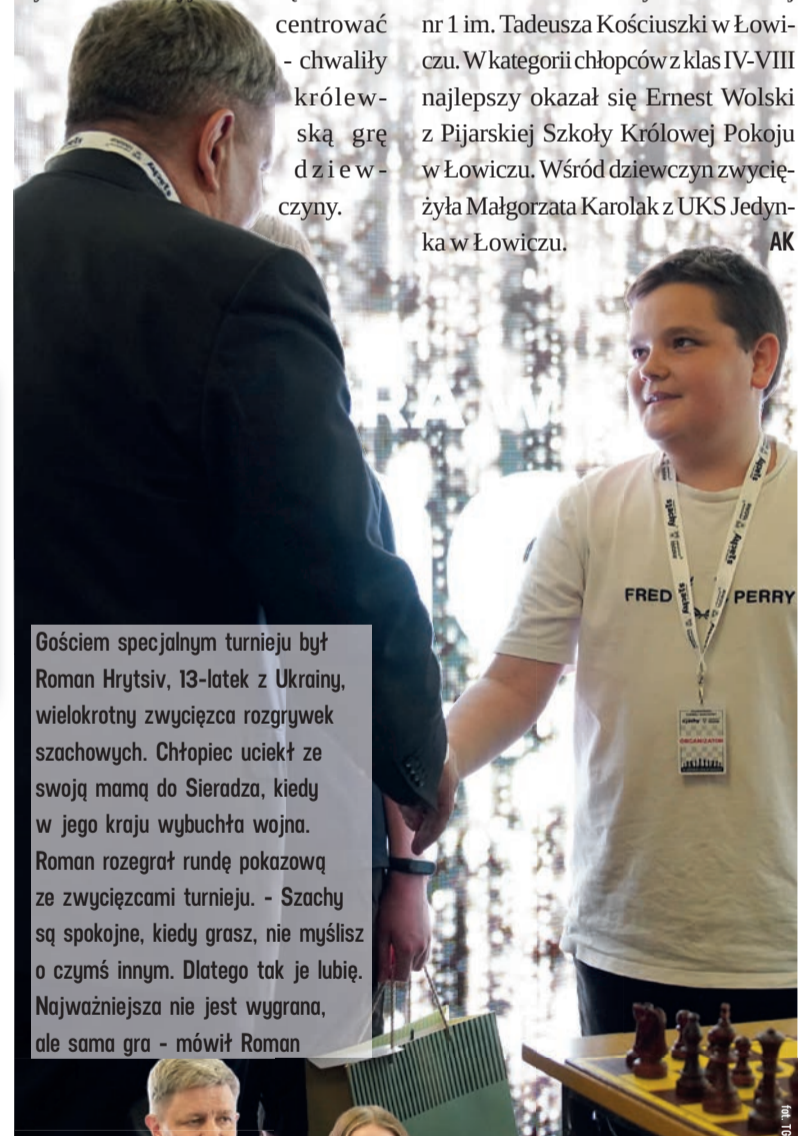 centrować
- chwaliły
królew-
ską grę
dziew-
czyny.
nr 1 im. Tadeusza Kościuszki w Łowi-
czu. W kategorii chłopców z klas IV-VIII
najlepszy okazał się Ernest Wolski
z Pijarskiej Szkoły Królowej Pokoju
w Łowiczu. Wśród dziewczyn zwycię-
żyła Małgorzata Karolak z UKS Jedyn-
ka w Łowiczu.
AK
FRED PERRY
szachy
ORGANIZATOR
Gościem specjalnym turnieju był
Roman Hrytsiv, 13-latek z Ukrainy,
wielokrotny zwycięzca rozgrywek
szachowych. Chłopiec uciekł ze
swoją mamą do Sieradza, kiedy
w jego kraju wybuchła wojna.
Roman rozegrał rundę pokazową
ze zwycięzcami turnieju. - Szachy
są spokojne, kiedy grasz, nie myślisz
o czymś innym. Dlatego tak je lubię.
Najważniejsza nie jest wygrana,
ale sama gra - mówił Roman
fot. TG